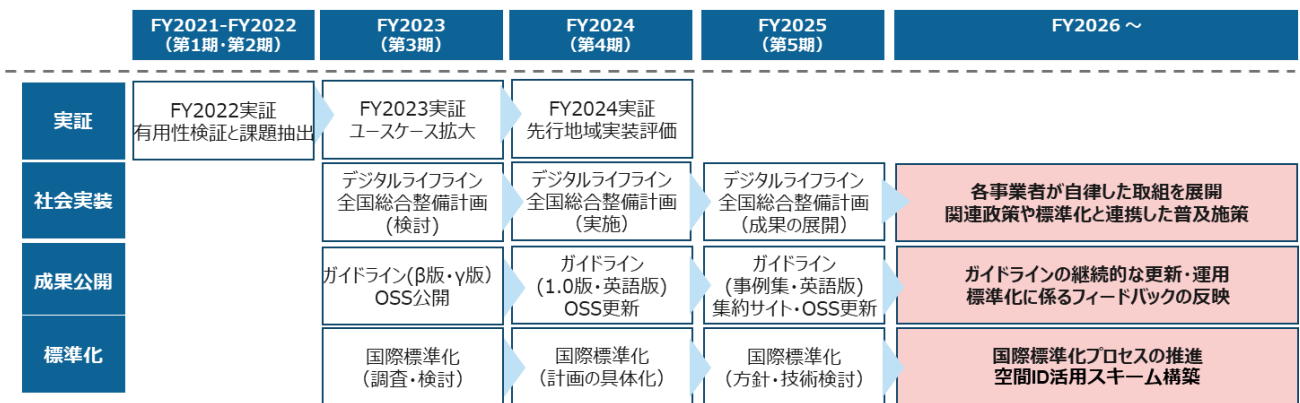 FY2021-FY2022
（第1期・第2期）
FY2023
（第3期）
FY2024
（第4期）
FY2025
（第5期）
FY2026 ～
実証
FY2022実証
有用性検証と課題抽出
FY2023実証
ユースケース拡大
FY2024実証
先行地域実装評価
社会実装
デジタルライフライン
全国総合整備計画
(検討)
デジタルライフライン
全国総合整備計画
（実施）
デジタルライフライン
全国総合整備計画
（成果の展開）
各事業者が自律した取組を展開
関連政策や標準化と連携した普及施策
成果公開
ガイドライン(β版・γ版）
OSS公開
ガイドライン
(1.0版・英語版)
OSS更新
ガイドライン
(事例集・英語版)
集約サイト・OSS更新
ガイドラインの継続的な更新・運用
標準化に係るフィードバックの反映
標準化
国際標準化
（調査・検討）
国際標準化
（計画の具体化）
国際標準化
（方針・技術検討）
国際標準化プロセスの推進
空間ID活用スキーム構築